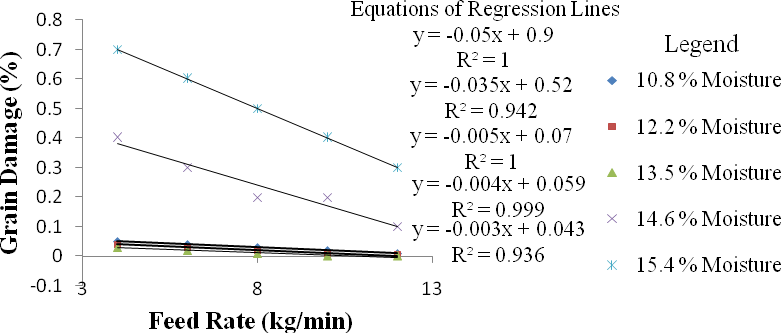 Equations of Regression Lines
y = -0.05x + 0.9
R² = 1
y = -0.035x + 0.52
R² = 0.942
y = -0.005x + 0.07
R² = 1
y = -0.004x + 0.059
R² = 0.999
y = -0.003x + 0.043
R² = 0.936
Grain Damage (%)
0.8
0.7
0.6
0.5
0.4
0.3
0.2
0.1
0
-0.1
3
8
13
Feed Rate (kg/min)
Legend
10.8 % Moisture
12.2 % Moisture
13.5 % Moisture
14.6 % Moisture
15.4 % Moisture